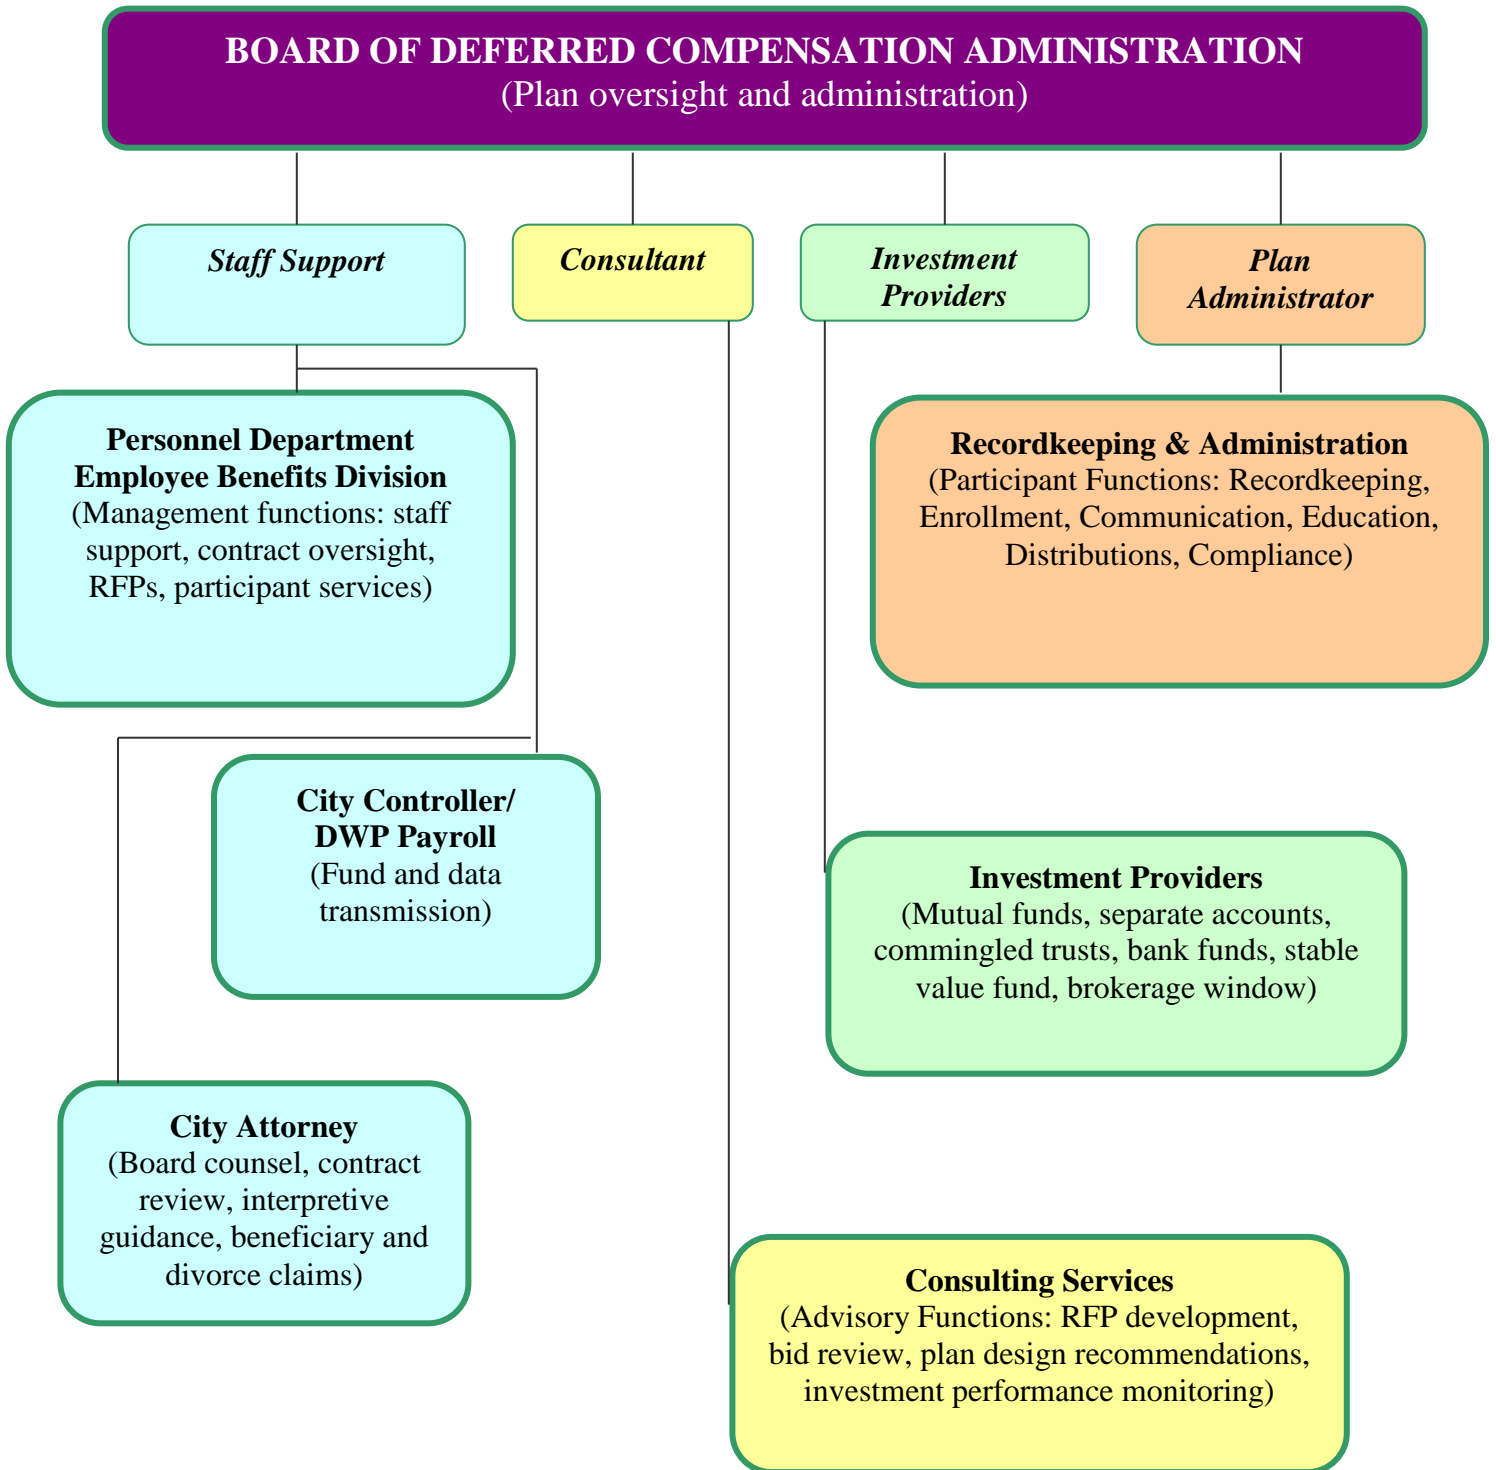 BOARD OF DEFERRED COMPENSATION ADMINISTRATION
(Plan oversight and administration)
Staff Support
Consultant
Investment
Providers
Plan
Administrator
Personnel Department
Employee Benefits Division
(Management functions: staff
support, contract oversight,
RFPs, participant services)
Recordkeeping & Administration
(Participant Functions: Recordkeeping,
Enrollment, Communication, Education,
Distributions, Compliance)
City Controller/
DWP Payroll
(Fund and data
transmission)
Investment Providers
(Mutual funds, separate accounts,
commingled trusts, bank funds, stable
value fund, brokerage window)
City Attorney
(Board counsel, contract
review, interpretive
guidance, beneficiary and
divorce claims)
Consulting Services
(Advisory Functions: RFP development,
bid review, plan design recommendations,
investment performance monitoring)